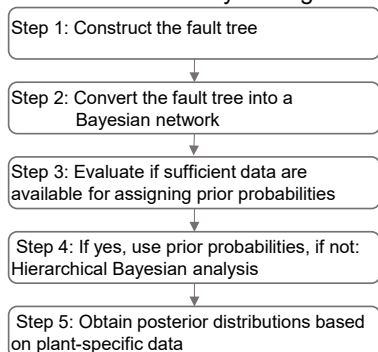 Step 1: Construct the fault tree
Step 2: Convert the fault tree into a
Bayesian network
Step 3: Evaluate if sufficient data are
available for assigning prior probabilities
Step 4: If yes, use prior probabilities, if not:
Hierarchical Bayesian analysis
Step 5: Obtain posterior distributions based
on plant-specific data